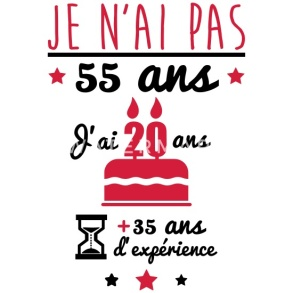 JE N'AI PAS
55 ans
J'ai 20 ans
+35 ans
d'expérience